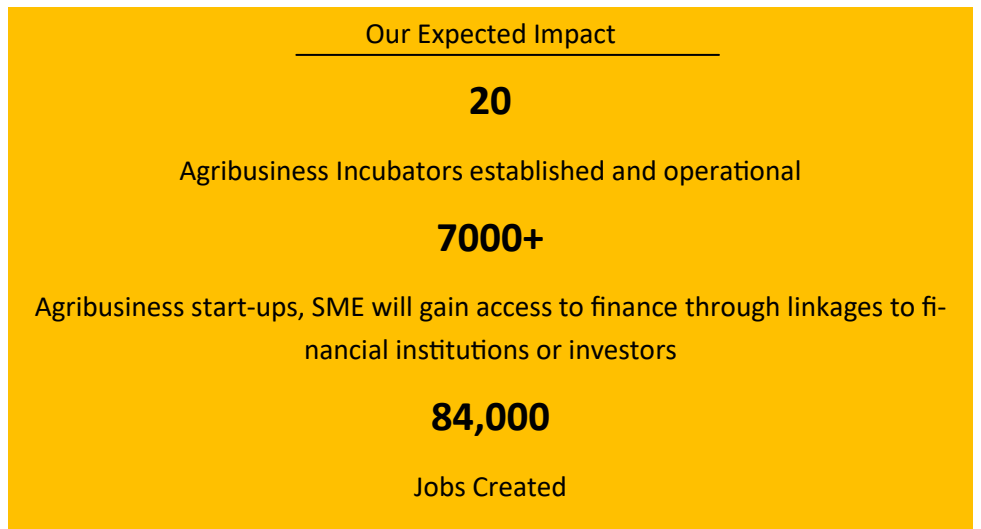 Our Expected Impact
20
Agribusiness Incubators established and operational
7000+
Agribusiness start-ups, SME will gain access to finance through linkages to fi-
nancial institutions or investors
84,000
Jobs Created